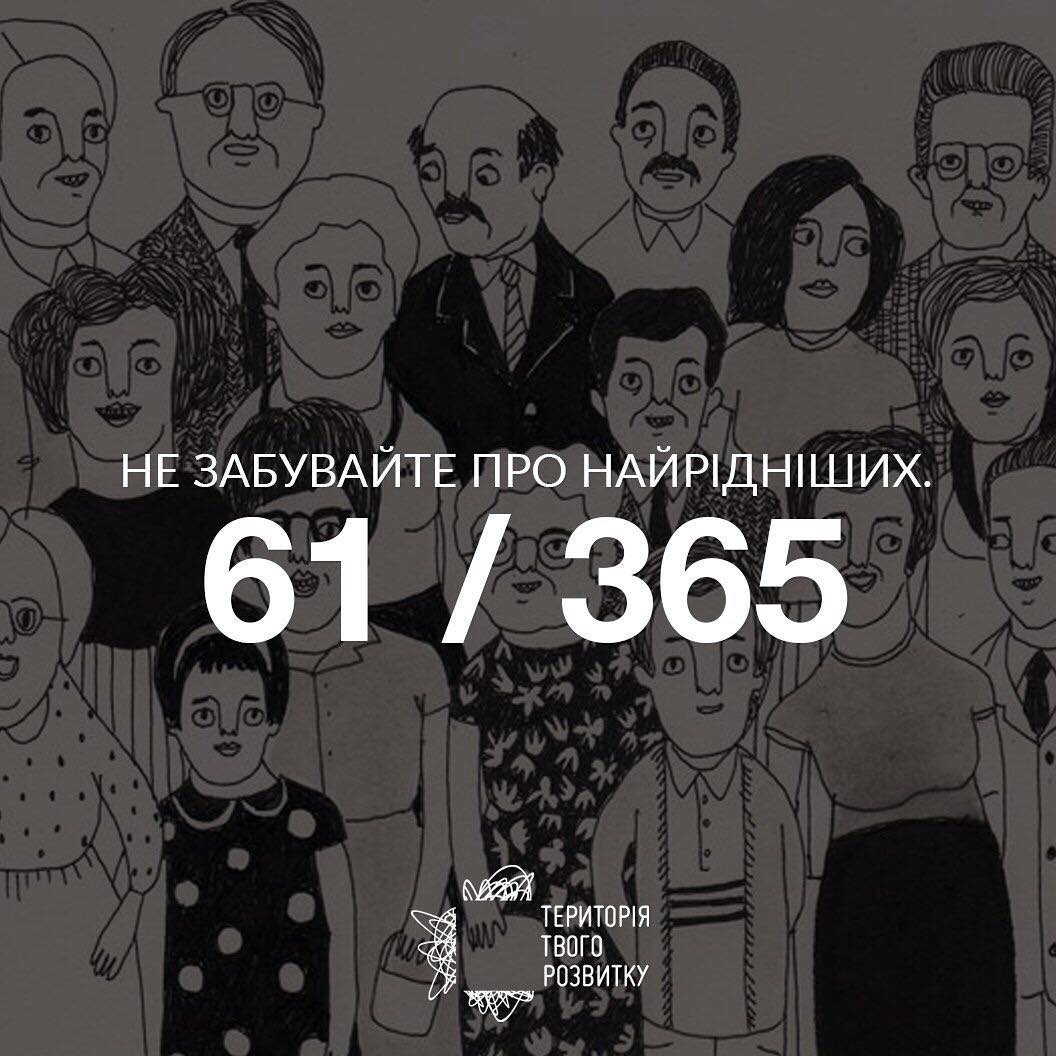 НЕ ЗАБУВАЙТЕ ПРО НАЙРІДНІШИХ.
61 / 365
ТЕРИТОРІЯ
ТВОГО
РОЗВИТКУ